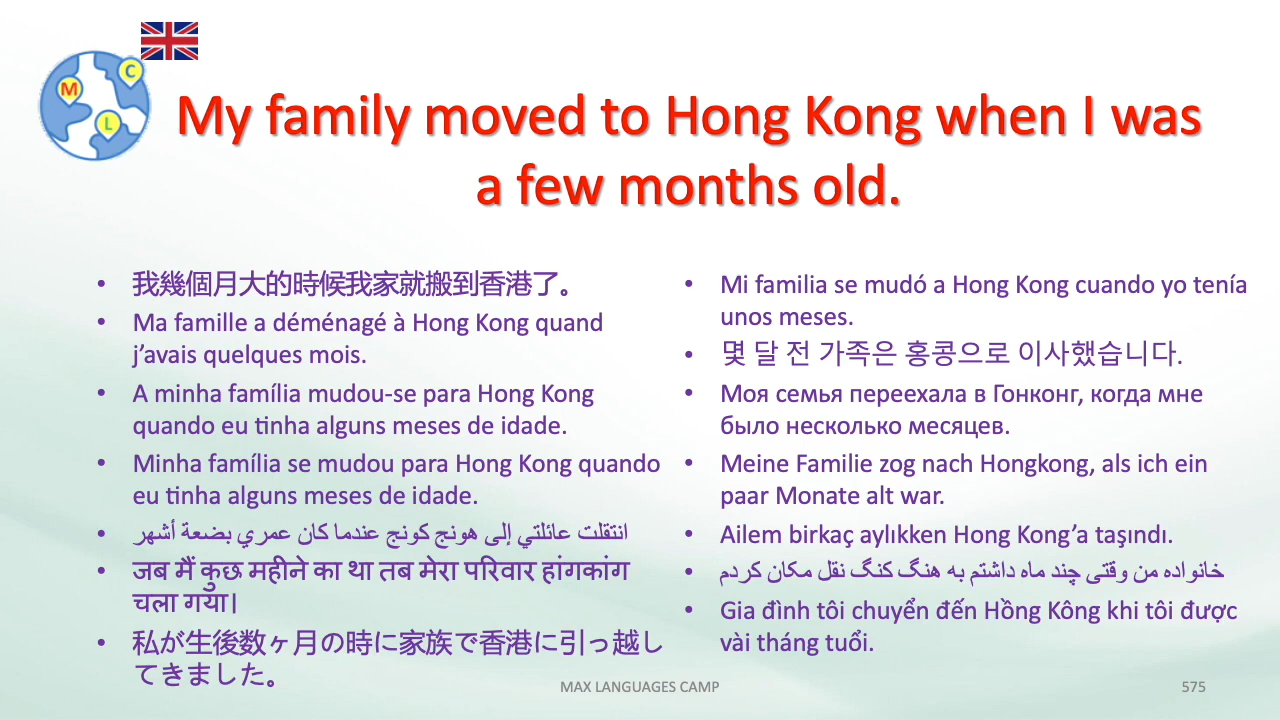 M
C
L
My family moved to Hong Kong when I was
a few months old.
• 我幾個月大的時候我家就搬到香港了。
• Ma famille a déménagé à Hong Kong quand
j’avais quelques mois.
• A minha família mudou-se para Hong Kong
quando eu tinha alguns meses de idade.
• Minha família se mudou para Hong Kong quando
eu tinha alguns meses de idade.
• انتقلت عائلتي إلى هونج كونج عندما كان عمري بضعة أشهر
• जब मैं कुछ महीने का था तब मेरा परिवार हांगकांग
चला गया।
• 私が生後数ヶ月の時に家族で香港に引っ越し
てきました。
• Mi familia se mudó a Hong Kong cuando yo tenía
unos meses.
• 몇 달 전 가족은 홍콩으로 이사했습니다.
• Моя семья переехала в Гонконг, когда мне
было несколько месяцев.
• Meine Familie zog nach Hongkong, als ich ein
paar Monate alt war.
• Ailem birkaç aylıkken Hong Kong’a taşındı.
• خانواده من وقتی چند ماه داشتم به هنگ کنگ نقل مکان کردم
• Gia đình tôi chuyển đến Hồng Kông khi tôi được
vài tháng tuổi.
MAX LANGUAGES CAMP
575